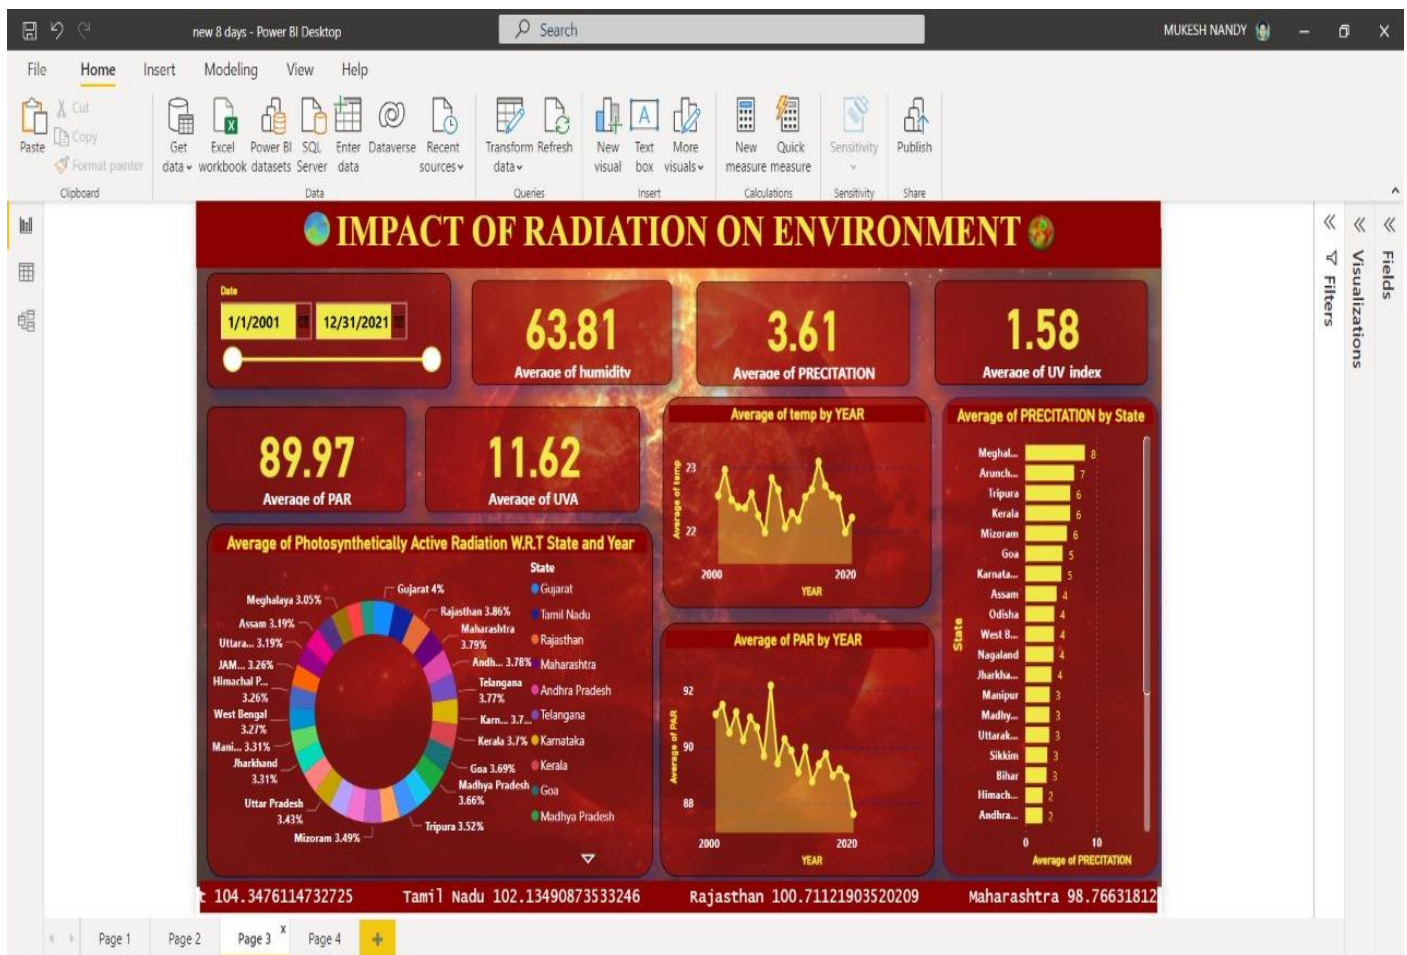 new 8 days - Power BI Desktop
Search
MUKESH NANDY
File Home Insert Modeling View Help
Paste
Cut
Copy
Format painter
Get data
Excel workbook
Power BI datasets
SQL Server
Enter data
Dataverse
Recent sources
Transform data
Refresh
New visual
Text box
More visuals
New measure
Quick measure
Sensitivity
Publish
Clipboard
Data
Queries
Insert
Calculations
Sensitivity
Share
Filters
Visualizations
Fields
IMPACT OF RADIATION ON ENVIRONMENT
Date
1/1/2001
12/31/2021
63.81
Average of humidity
3.61
Average of PRECITATION
1.58
Average of UV index
89.97
Average of PAR
11.62
Average of UVA
Average of temp by YEAR
Average of temp
23
22
2000
2020
YEAR
Average of PRECITATION by State
State
Meghal... 8
Arunch... 7
Tripura 6
Kerala 6
Mizoram 6
Goa 5
Karnata... 5
Assam 4
Odisha 4
West B... 4
Nagaland 4
Jharkha... 4
Manipur 3
Madhy... 3
Uttarak... 3
Sikkim 3
Bihar 3
Himach... 2
Andhra... 2
0
10
Average of PRECITATION
Average of Photosynthetically Active Radiation W.R.T State and Year
Gujarat 4%
Rajasthan 3.86%
Maharashtra
3.79%
Andh... 3.78%
Telangana
3.77%
Karn... 3.7...
Kerala 3.7%
Goa 3.69%
Madhya Pradesh
3.66%
Tripura 3.52%
Mizoram 3.49%
Uttar Pradesh
3.43%
Jharkhand
3.31%
Mani... 3.31%
West Bengal
3.27%
Himachal P...
3.26%
JAM... 3.26%
Uttara... 3.19%
Assam 3.19%
Meghalaya 3.05%
State
Gujarat
Tamil Nadu
Rajasthan
Maharashtra
Andhra Pradesh
Telangana
Karnataka
Kerala
Goa
Madhya Pradesh
Average of PAR by YEAR
Average of PAR
92
90
88
2000
2020
YEAR
t 104.3476114732725 Tamil Nadu 102.13490873533246 Rajasthan 100.71121903520209 Maharashtra 98.76631812
Page 1
Page 2
Page 3 x
Page 4
+